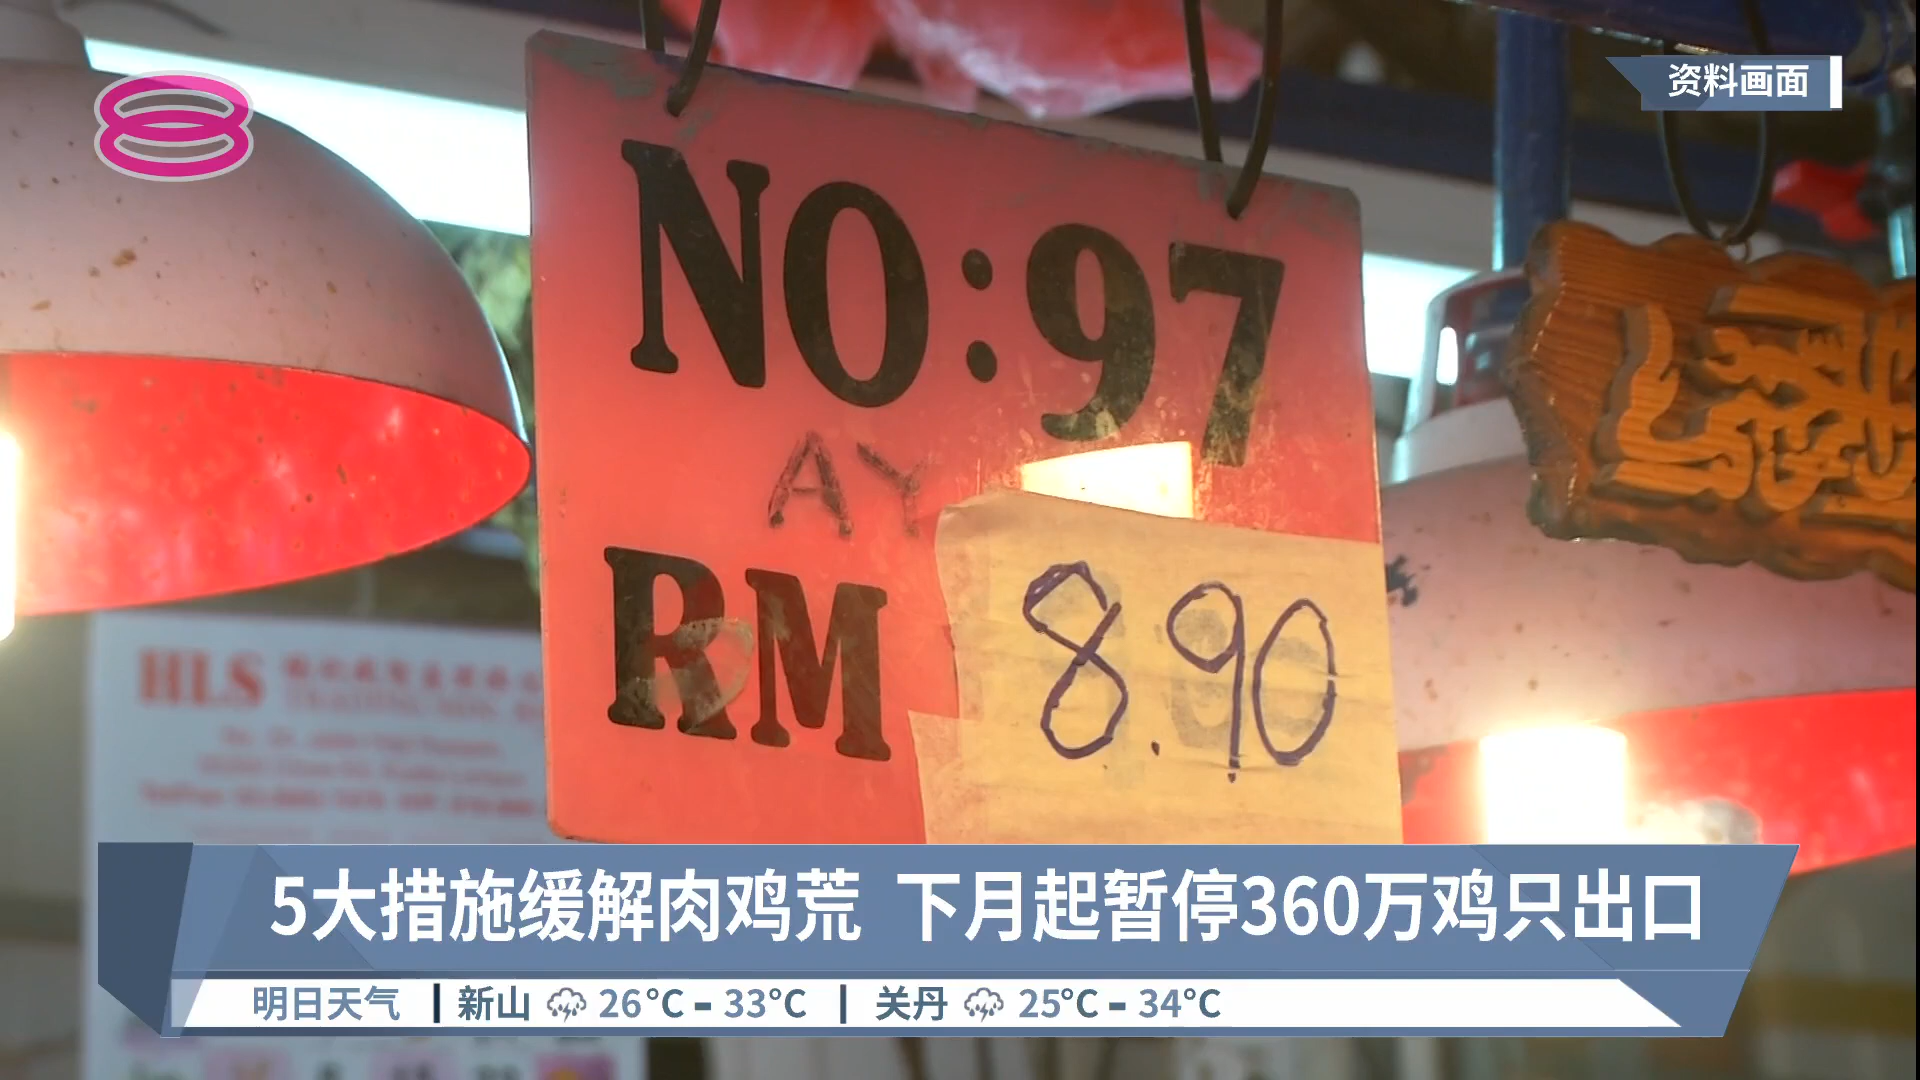 资料画面
NO:97
AY
RM 8.90
HLS
5大措施缓解肉鸡荒 下月起暂停360万鸡只出口
明日天气 | 新山 26°C - 33°C | 关丹 25°C - 34°C